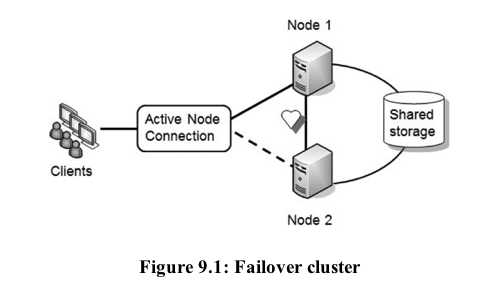 Node 1
Active Node
Connection
Shared
storage
Clients
Node 2
Figure 9.1: Failover cluster